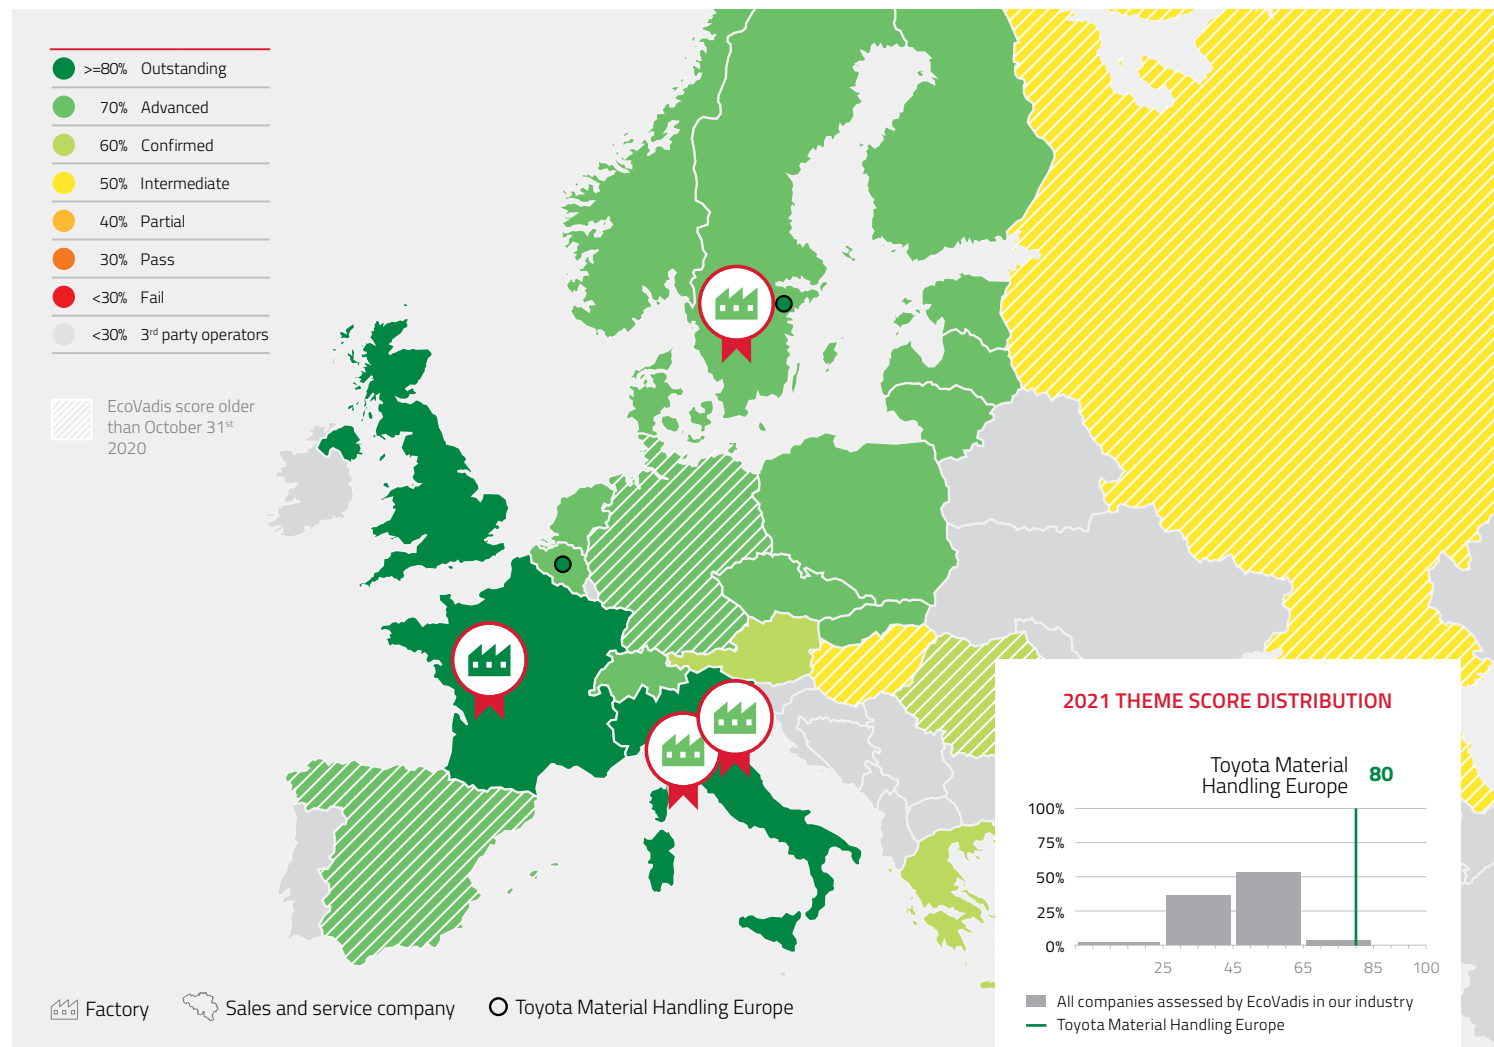 >=80% Outstanding
70% Advanced
60% Confirmed
50% Intermediate
40% Partial
30% Pass
<30% Fail
<30% 3rd party operators
EcoVadis score older
than October 31st
2020
2021 THEME SCORE DISTRIBUTION
Toyota Material
Handling Europe 80
100%
75%
50%
25%
0%
25 45 65 85 100
All companies assessed by EcoVadis in our industry
Toyota Material Handling Europe
Factory Sales and service company Toyota Material Handling Europe